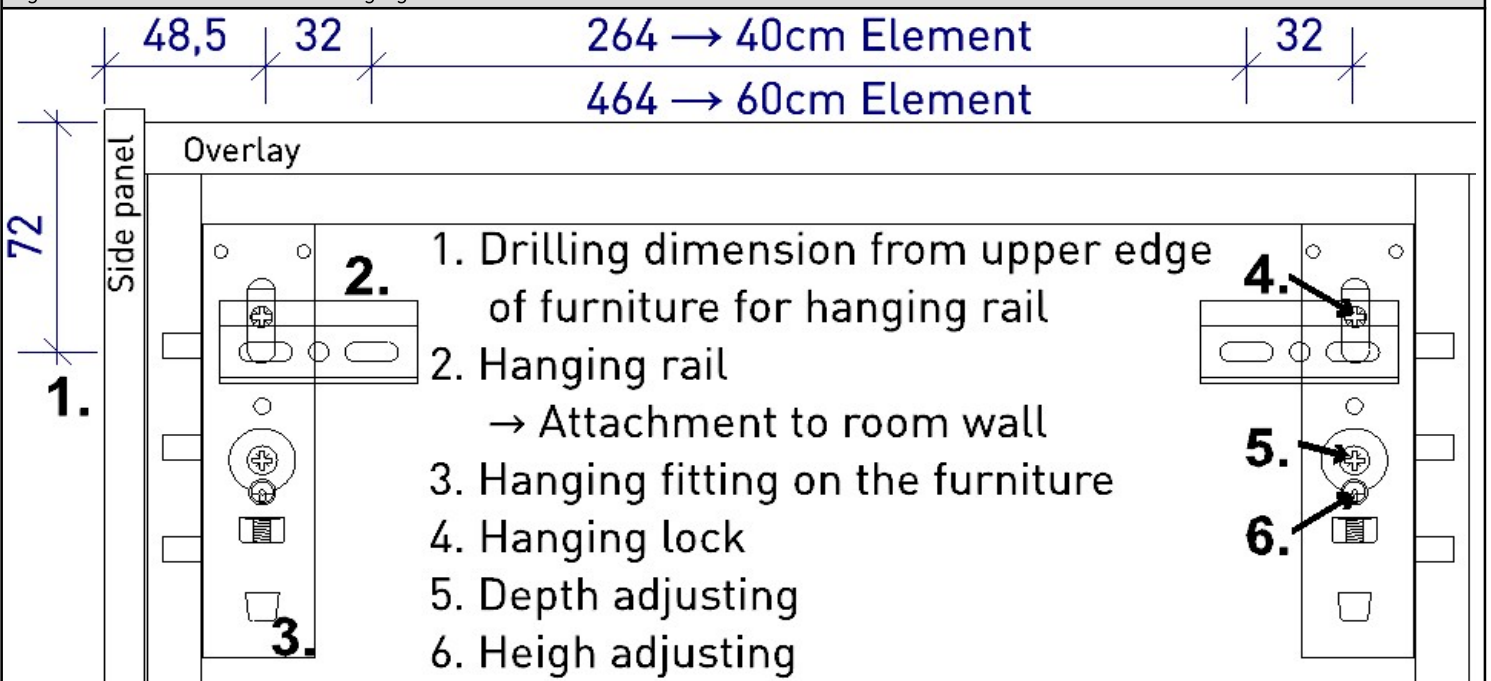 48,5 32 264 → 40cm Element 32
464 → 60cm Element
72
Side panel
Overlay
1. Drilling dimension from upper edge
of furniture for hanging rail
2. Hanging rail
→ Attachment to room wall
3. Hanging fitting on the furniture
4. Hanging lock
5. Depth adjusting
6. Heigh adjusting
1.
2.
3.
4.
5.
6.